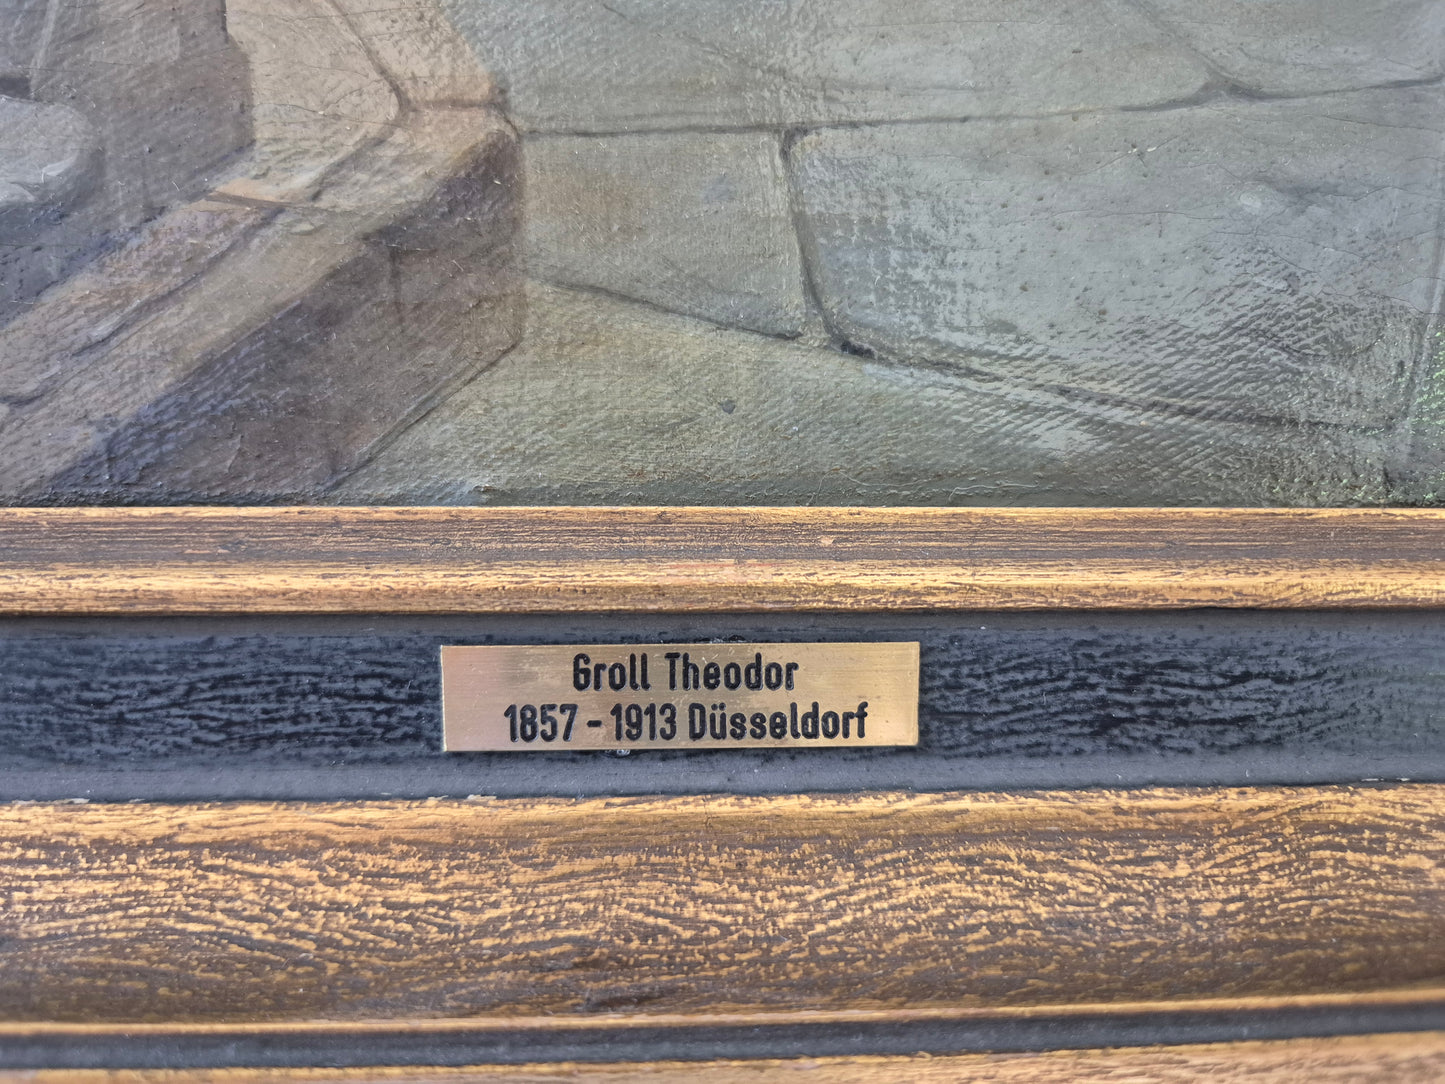 Groll Theodor
1857 - 1913 Düsseldorf